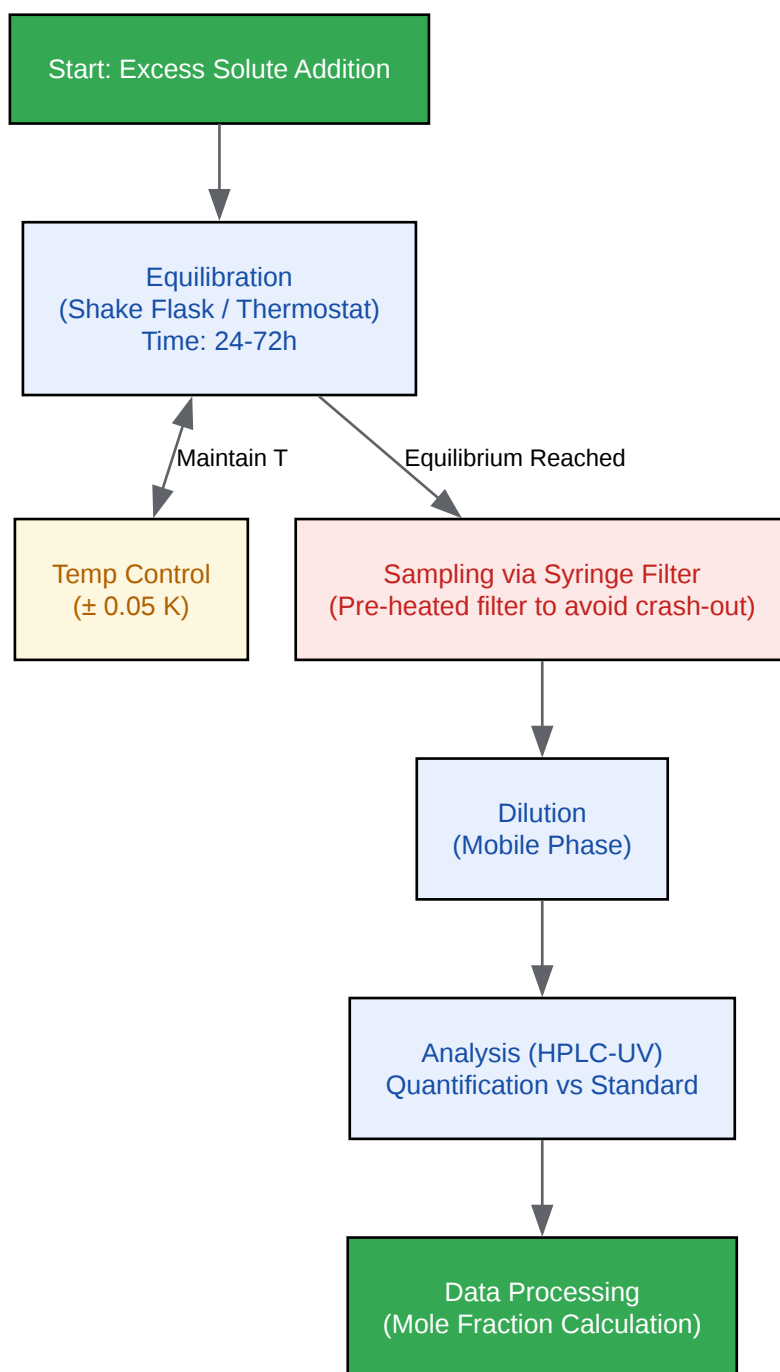 Start: Excess Solute Addition
Equilibration
(Shake Flask / Thermostat)
Time: 24-72h
Maintain T
Equilibrium Reached
Temp Control
(± 0.05 K)
Sampling via Syringe Filter
(Pre-heated filter to avoid crash-out)
Dilution
(Mobile Phase)
Analysis (HPLC-UV)
Quantification vs Standard
Data Processing
(Mole Fraction Calculation)